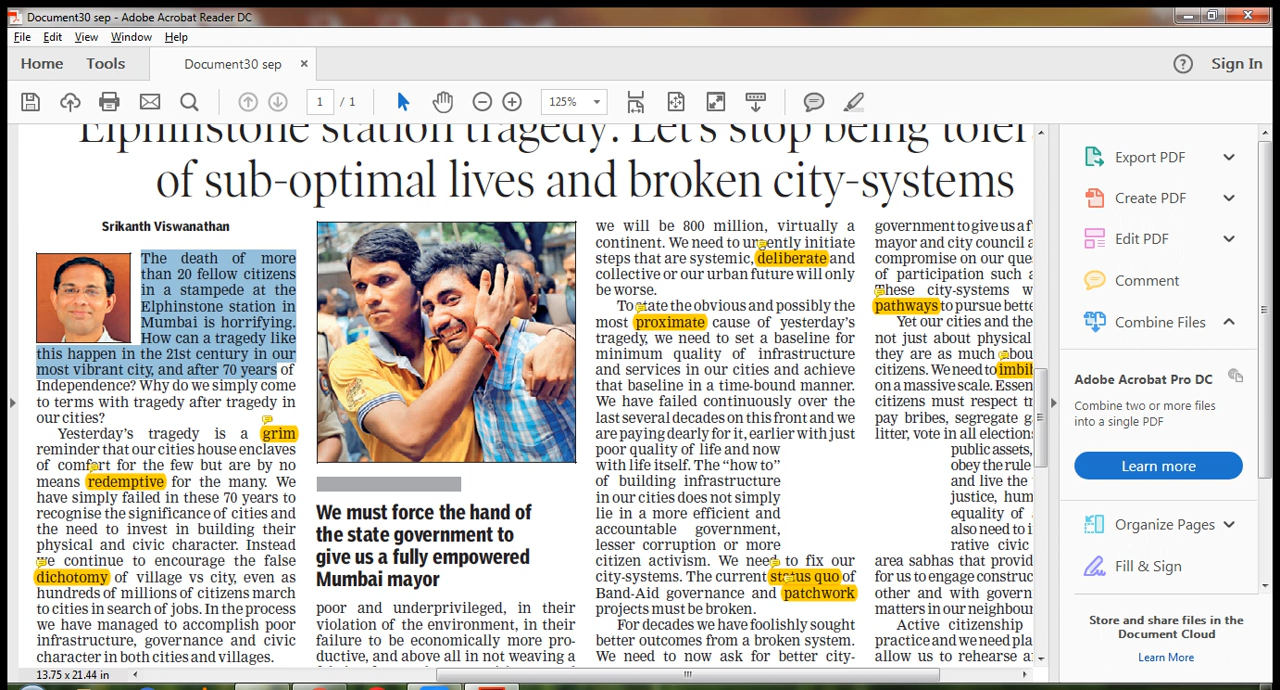 Document30 sep - Adobe Acrobat Reader DC
File Edit View Window Help
Home Tools Document30 sep × ? Sign In
1 / 1 125%
Elphinstone station tragedy: Let's stop being toler
of sub-optimal lives and broken city-systems
Srikanth Viswanathan
The death of more
than 20 fellow citizens
in a stampede at the
Elphinstone station in
Mumbai is horrifying.
How can a tragedy like
this happen in the 21st century in our
most vibrant city, and after 70 years of
Independence? Why do we simply come
to terms with tragedy after tragedy in
our cities?
Yesterday's tragedy is a grim
reminder that our cities house enclaves
of comfort for the few but are by no
means redemptive for the many. We
have simply failed in these 70 years to
recognise the significance of cities and
the need to invest in building their
physical and civic character. Instead
we continue to encourage the false
dichotomy of village vs city, even as
hundreds of millions of citizens march
to cities in search of jobs. In the process
we have managed to accomplish poor
infrastructure, governance and civic
character in both cities and villages.
We must force the hand of
the state government to
give us a fully empowered
Mumbai mayor
poor and underprivileged, in their
violation of the environment, in their
failure to be economically more pro-
ductive, and above all in not weaving a
we will be 800 million, virtually a
continent. We need to urgently initiate
steps that are systemic, deliberate and
collective or our urban future will only
be worse.
To state the obvious and possibly the
most proximate cause of yesterday's
tragedy, we need to set a baseline for
minimum quality of infrastructure
and services in our cities and achieve
that baseline in a time-bound manner.
We have failed continuously over the
last several decades on this front and we
are paying dearly for it, earlier with just
poor quality of life and now
with life itself. The "how to"
of building infrastructure
in our cities does not simply
lie in a more efficient and
accountable government,
lesser corruption or more
citizen activism. We need to fix our
city-systems. The current status quo of
Band-Aid governance and patchwork
projects must be broken.
For decades we have foolishly sought
better outcomes from a broken system.
We need to now ask for better city-
government to give us a f
mayor and city council a
compromise on our ques
of participation such a
These city-systems w
pathways to pursue bette
Yet our cities and the
not just about physical
they are as much abou
citizens. We need to imbib
on a massive scale. Essen
citizens must respect tr
pay bribes, segregate g
litter, vote in all election
public assets,
obey the rule
and live the
justice, hum
equality of
also need to i
rative civic
area sabhas that provid
for us to engage construc
other and with govern
matters in our neighbour
Active citizenship
practice and we need pla
allow us to rehearse a
Export PDF
Create PDF
Edit PDF
Comment
Combine Files
Adobe Acrobat Pro DC
Combine two or more files
into a single PDF
Learn more
Organize Pages
Fill & Sign
Store and share files in the
Document Cloud
Learn More
13.75 x 21.44 in